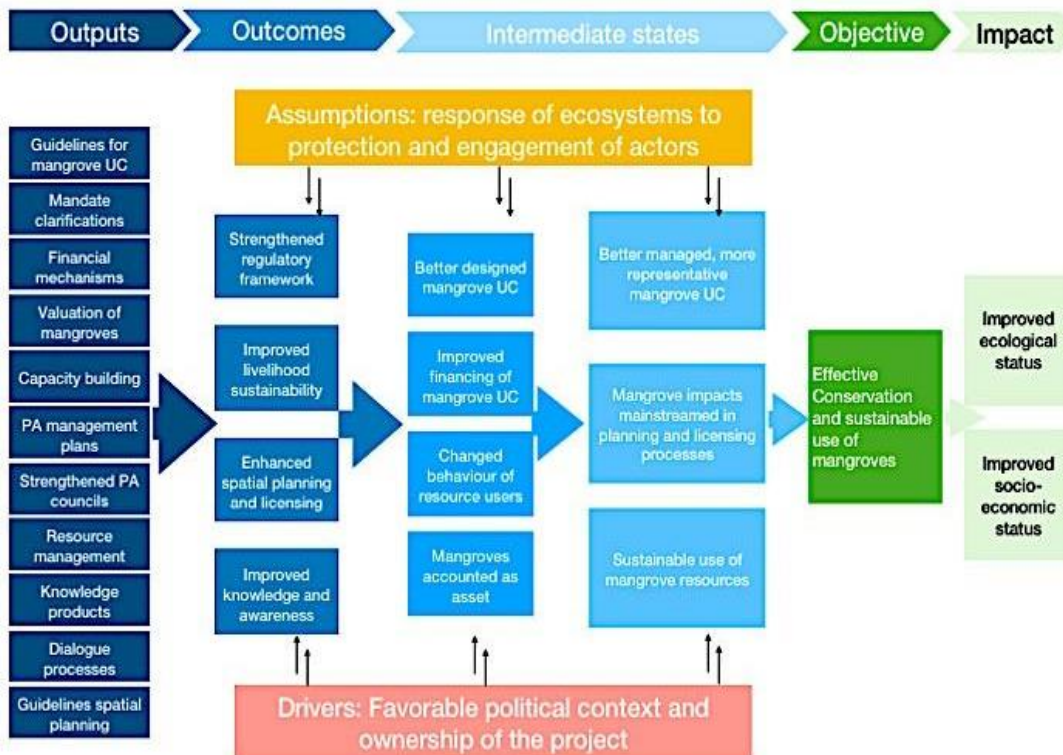 Outputs
Outcomes
Intermediate states
Objective
Impact
Assumptions: response of ecosystems to
protection and engagement of actors
Guidelines for
mangrove UC
Mandate
clarifications
Financial
mechanisms
Valuation of
mangroves
Capacity building
PA management
plans
Strengthened PA
councils
Resource
management
Knowledge
products
Dialogue
processes
Guidelines spatial
planning
Strengthened
regulatory
framework
Improved
livelihood
sustainability
Enhanced
spatial planning
and licensing
Improved
knowledge and
awareness
Better designed
mangrove UC
Improved
financing of
mangrove UC
Changed
behaviour of
resource users
Mangroves
accounted as
asset
Better managed, more
representative
mangrove UC
Mangrove impacts
mainstreamed in
planning and licensing
processes
Sustainable use of
mangrove resources
Effective
Conservation
and sustainable
use of
mangroves
Improved
ecological
status
Improved
socio-
economic
status
Drivers: Favorable political context and
ownership of the project